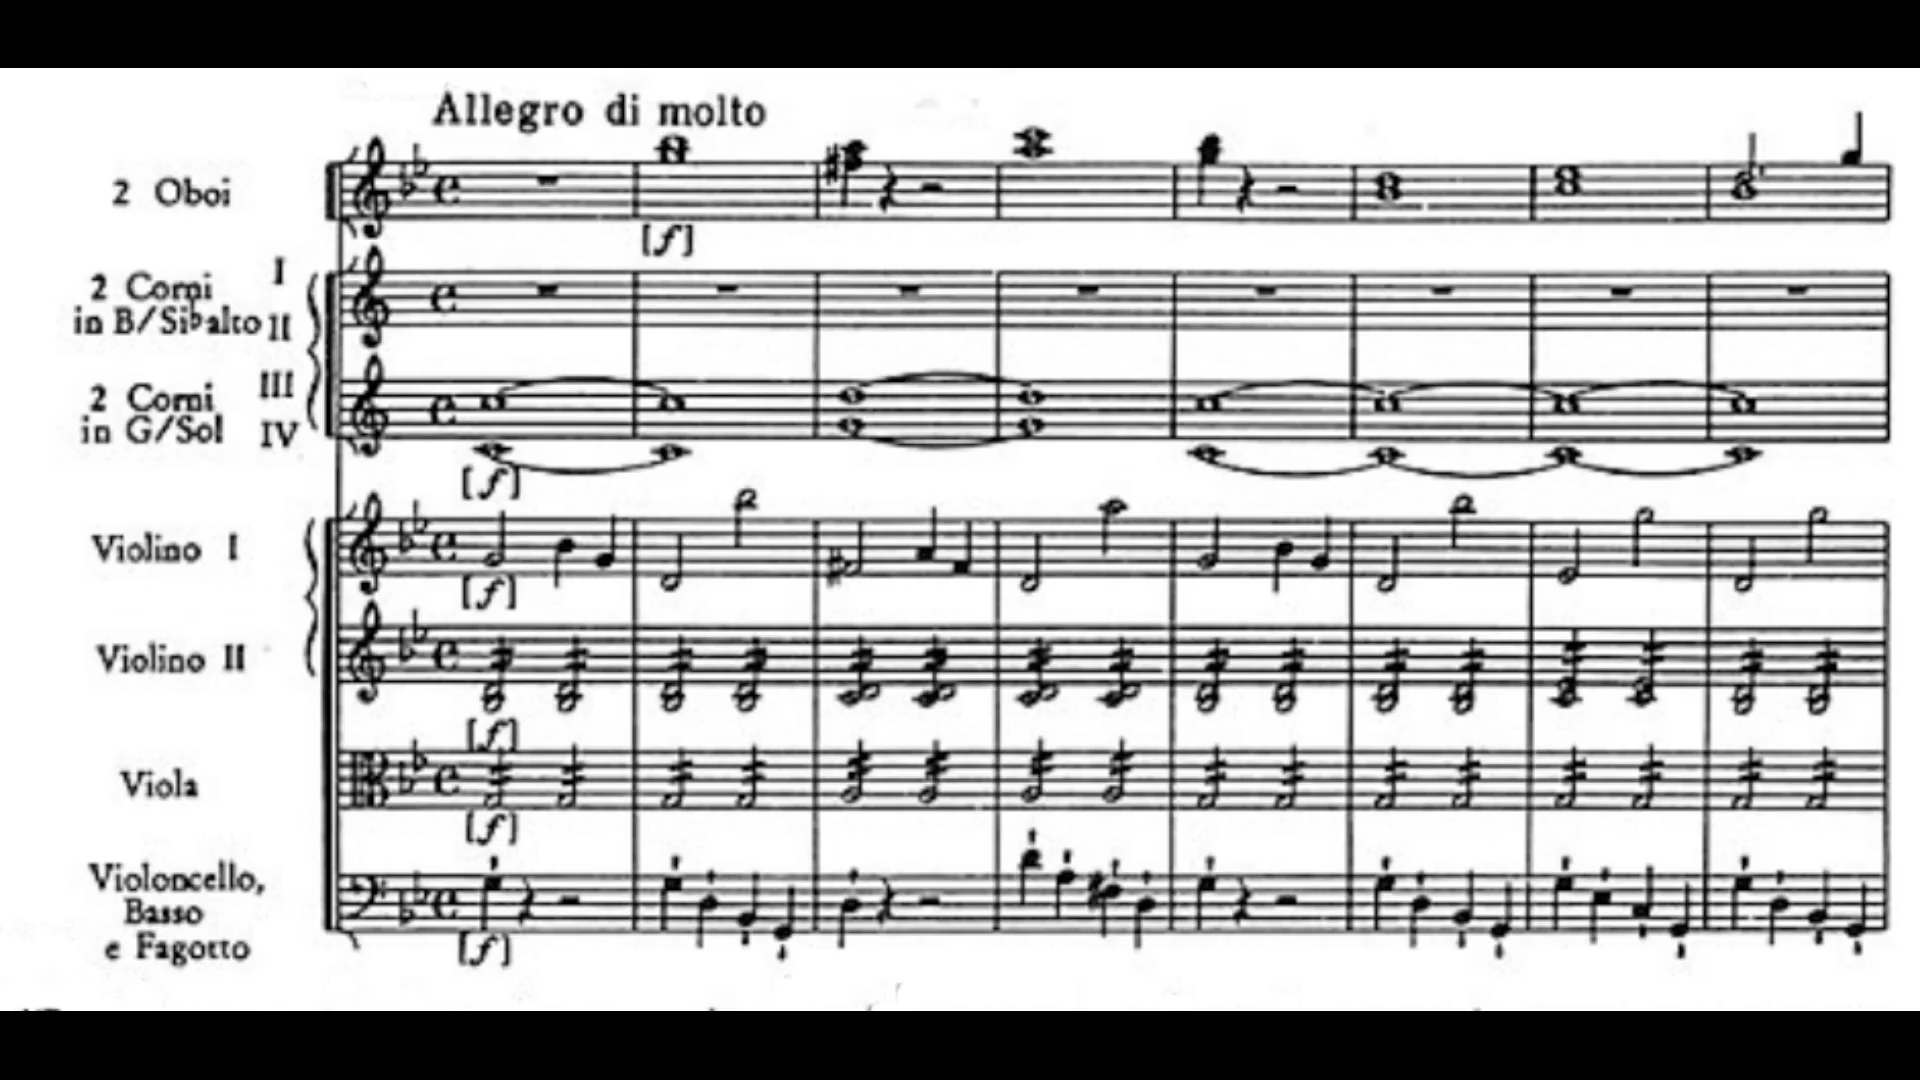 Allegro di molto
2 Oboi
[f]
2 Corni
in B/Si♭alto
I
II
2 Corni
in G/Sol
III
IV
[f]
Violino I
[f]
Violino II
[f]
Viola
[f]
Violoncello,
Basso
e Fagotto
[f]